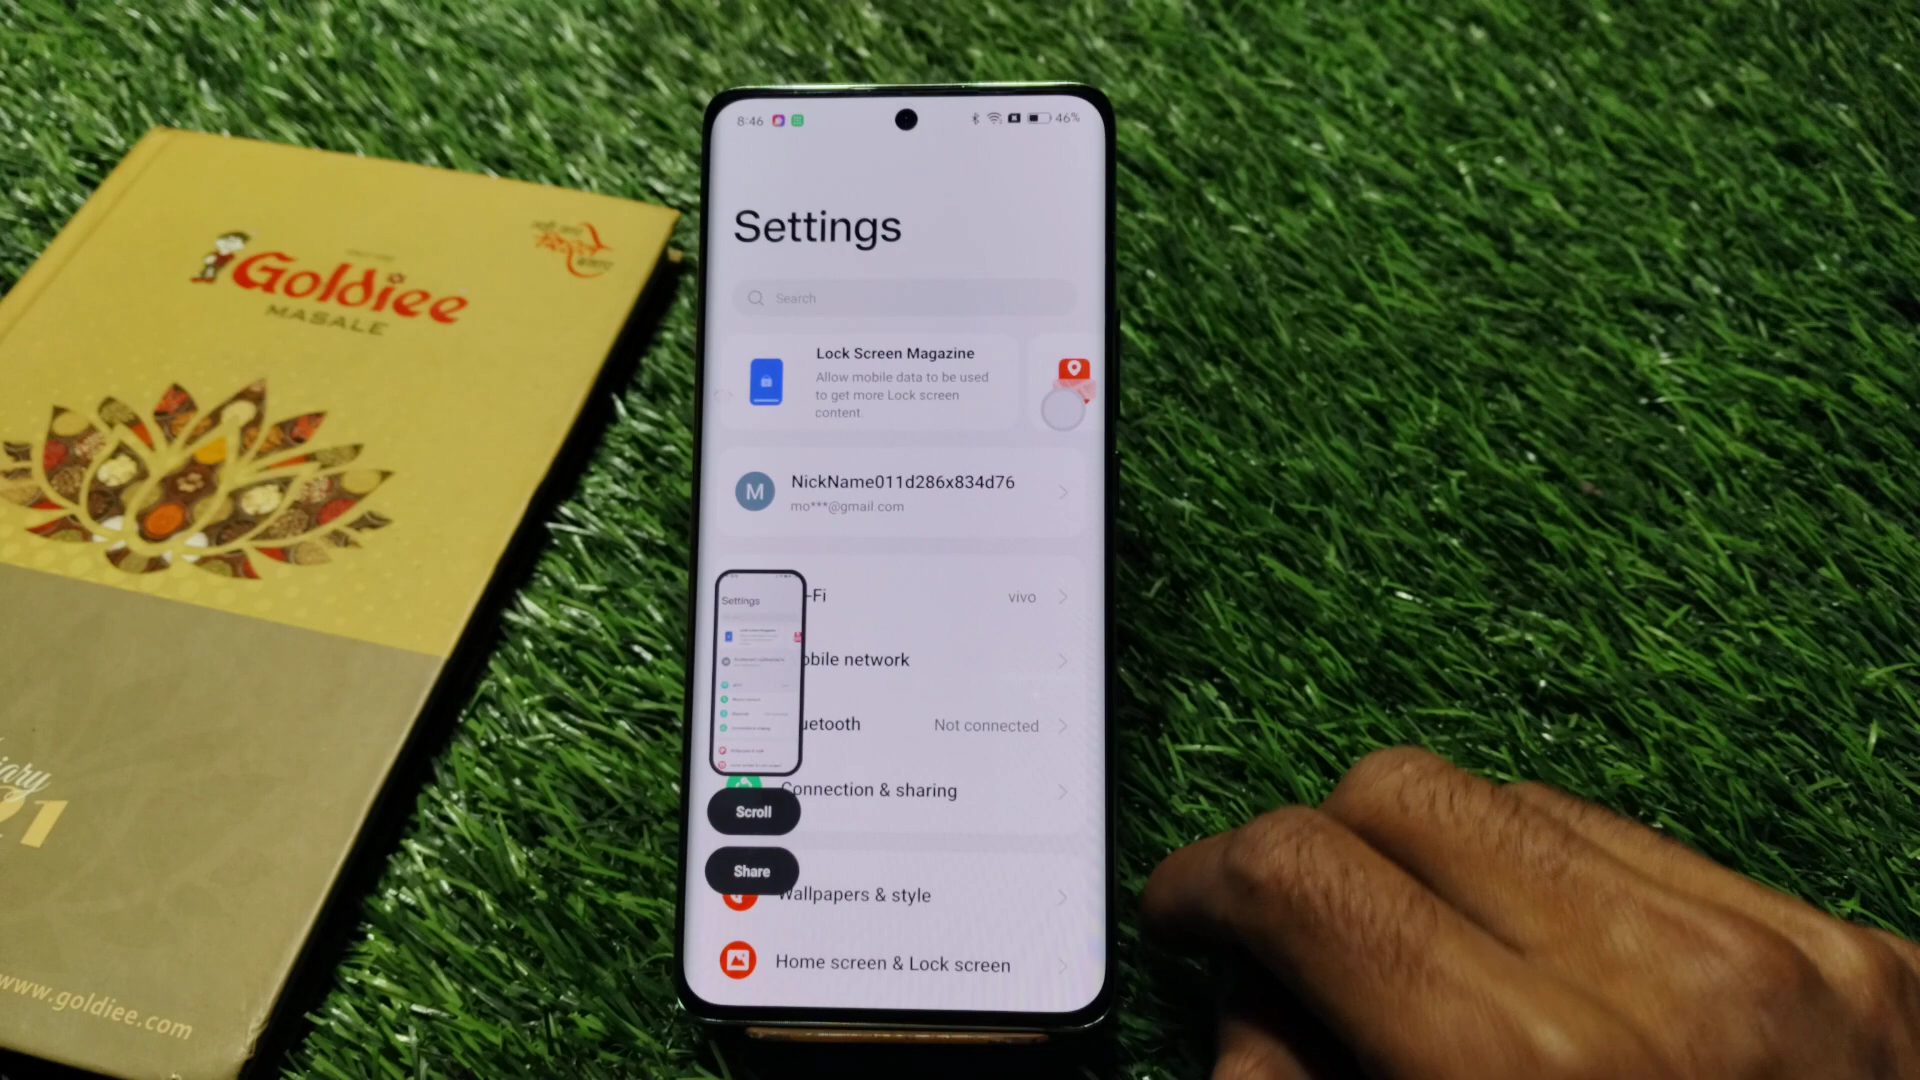 Goldiee
MASALE
www.goldiee.com
8:46
46%
Settings
Search
Lock Screen Magazine
Allow mobile data to be used
to get more Lock screen
content.
M
NickName011d286x834d76
mo***@gmail.com
-Fi
vivo
obile network
uetooth
Not connected
Connection & sharing
Settings
Scroll
Share
Wallpapers & style
Home screen & Lock screen